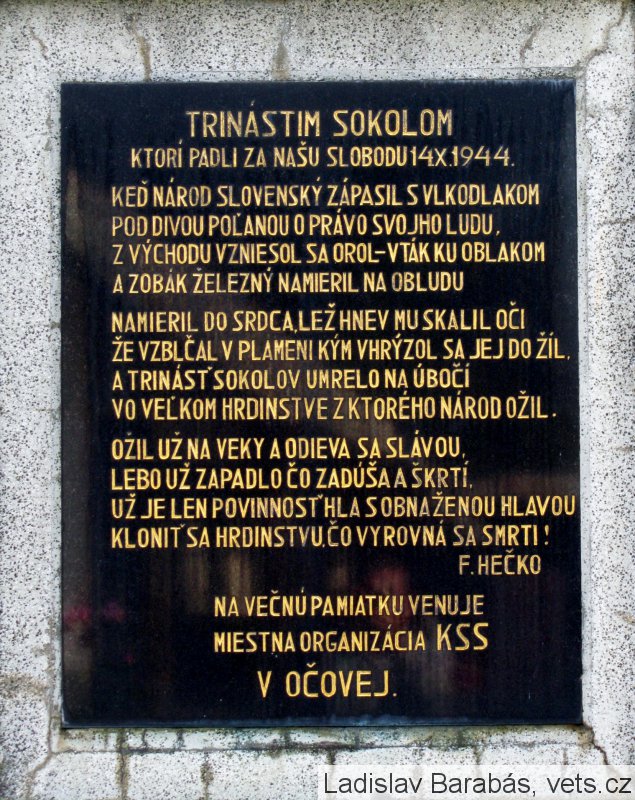 TRINÁSTIM SOKOLOM
KTORÍ PADLI ZA NAŠU SLOBODU 14X.1944.
KEĎ NÁROD SLOVENSKÝ ZÁPASIL S VLKODLAKOM
POD DIVOU POĽANOU O PRÁVO SVOJHO LUDU,
Z VÝCHODU VZNIESOL SA OROL-VTÁK KU OBLAKOM
A ZOBÁK ŽELEZNÝ NAMIERIL NA OBLUDU
NAMIERIL DO SRDCA, LEŽ HNEV MU SKALIL OČI
ŽE VZBĹČAL V PLAMENI KÝM VHRÝZOL SA JEJ DO ŽÍL,
A TRINÁSŤ SOKOLOV UMRELO NA ÚBOČÍ
VO VEĽKOM HRDINSTVE Z KTORÉHO NÁROD OŽIL.
OŽIL UŽ NA VEKY A ODIEVA SA SLÁVOU,
LEBO UŽ ZAPADLO ČO ZADÚŠA A ŠKRTÍ,
UŽ JE LEN POVINNOSŤ HLA S OBNAŽENOU HLAVOU
KLONIŤ SA HRDINSTVU, ČO VYROVNÁ SA SMRTI!
F. HEČKO
NA VEČNÚ PAMIATKU VENUJE
MIESTNA ORGANIZÁCIA KSS
V OČOVEJ.
Ladislav Barabás, vets.cz